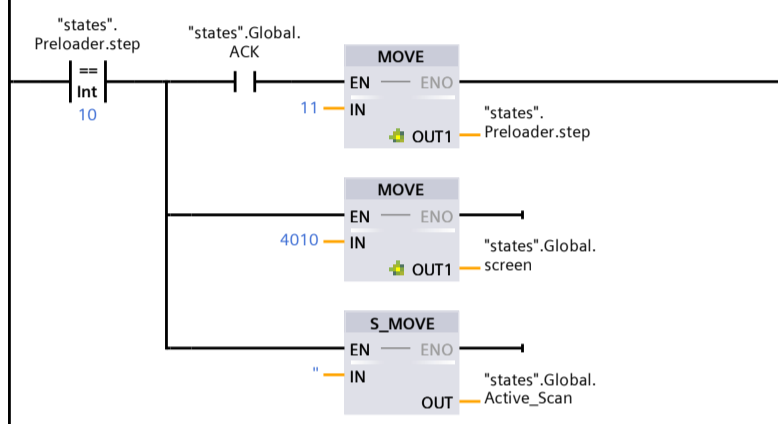 "states".
Preloader.step
==
Int
10
"states".Global.
ACK
MOVE
EN
ENO
11
IN
OUT1
"states".
Preloader.step
MOVE
EN
ENO
4010
IN
OUT1
"states".Global.
screen
S_MOVE
EN
ENO
''
IN
OUT
"states".Global.
Active_Scan